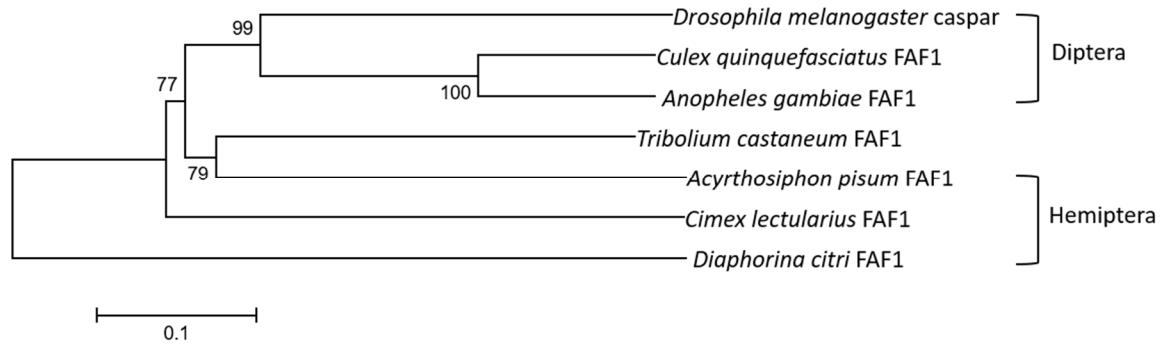 Drosophila melanogaster caspar
99
Culex quinquefasciatus FAF1
Diptera
77
100
Anopheles gambiae FAF1
Tribolium castaneum FAF1
79
Acyrthosiphon pisum FAF1
Cimex lectularius FAF1
Hemiptera
Diaphorina citri FAF1
0.1